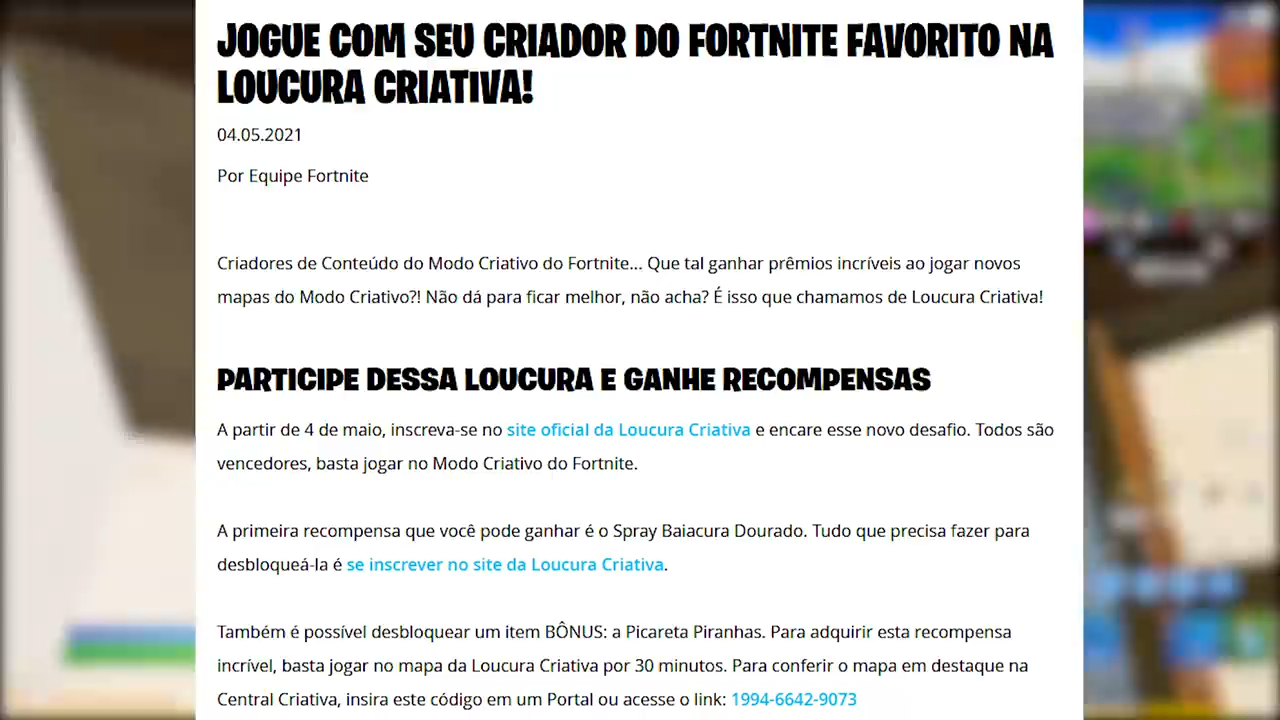 JOGUE COM SEU CRIADOR DO FORTNITE FAVORITO NA
LOUCURA CRIATIVA!
04.05.2021
Por Equipe Fortnite
Criadores de Conteúdo do Modo Criativo do Fortnite... Que tal ganhar prêmios incríveis ao jogar novos
mapas do Modo Criativo?! Não dá para ficar melhor, não acha? É isso que chamamos de Loucura Criativa!
PARTICIPE DESSA LOUCURA E GANHE RECOMPENSAS
A partir de 4 de maio, inscreva-se no site oficial da Loucura Criativa e encare esse novo desafio. Todos são
vencedores, basta jogar no Modo Criativo do Fortnite.
A primeira recompensa que você pode ganhar é o Spray Baiacura Dourado. Tudo que precisa fazer para
desbloqueá-la é se inscrever no site da Loucura Criativa.
Também é possível desbloquear um item BÔNUS: a Picareta Piranhas. Para adquirir esta recompensa
incrível, basta jogar no mapa da Loucura Criativa por 30 minutos. Para conferir o mapa em destaque na
Central Criativa, insira este código em um Portal ou acesse o link: 1994-6642-9073